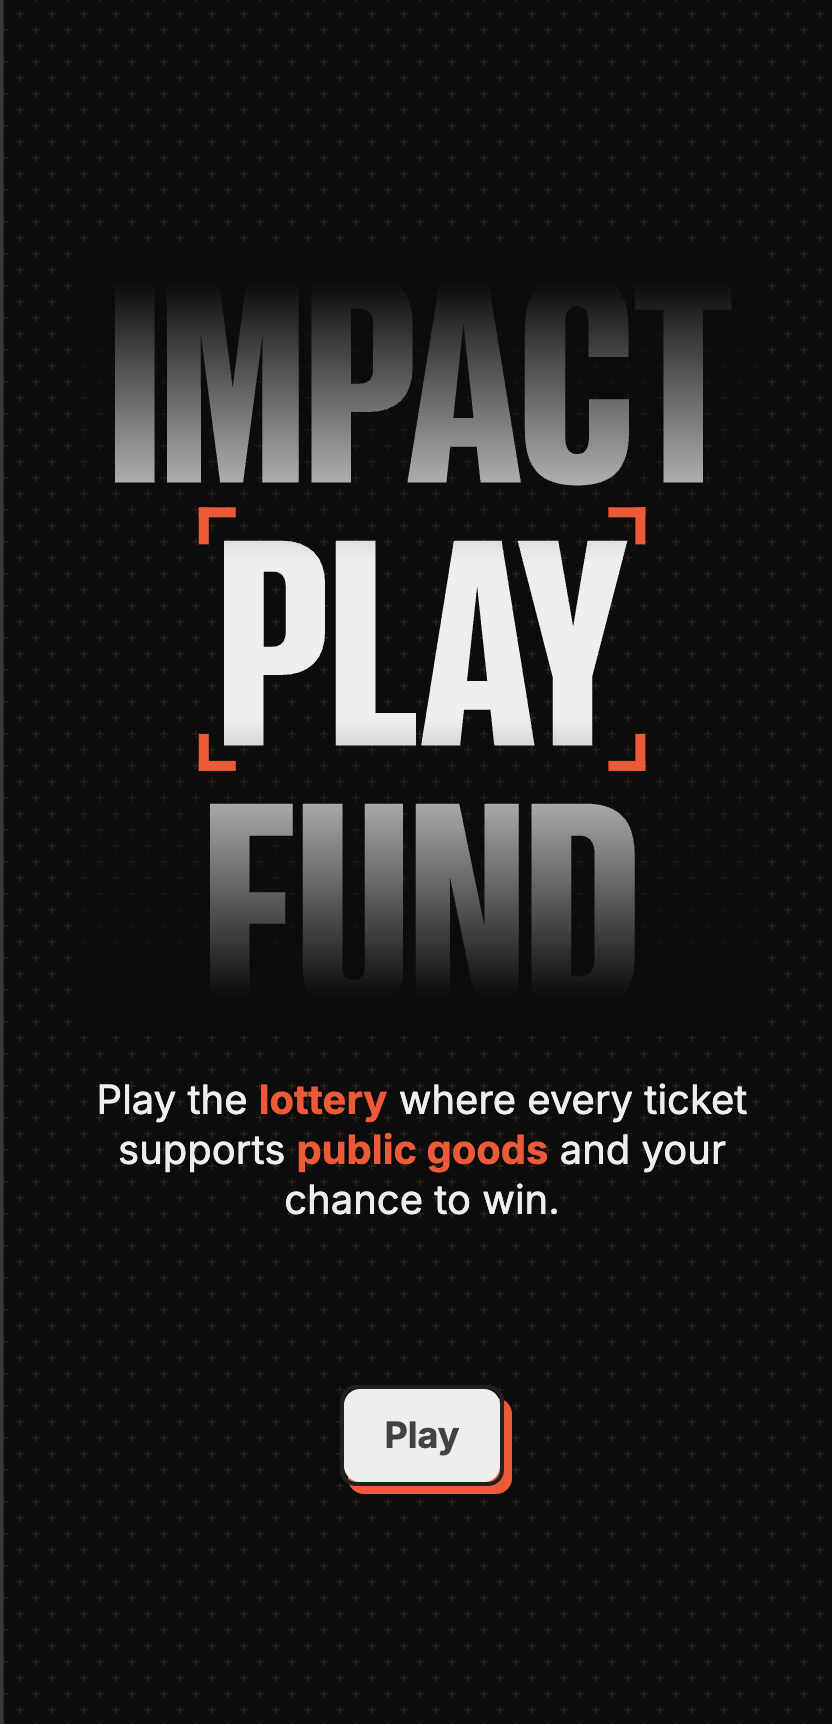 IMPACT
PLAY
FUND
Play the lottery where every ticket
supports public goods and your
chance to win.
Play